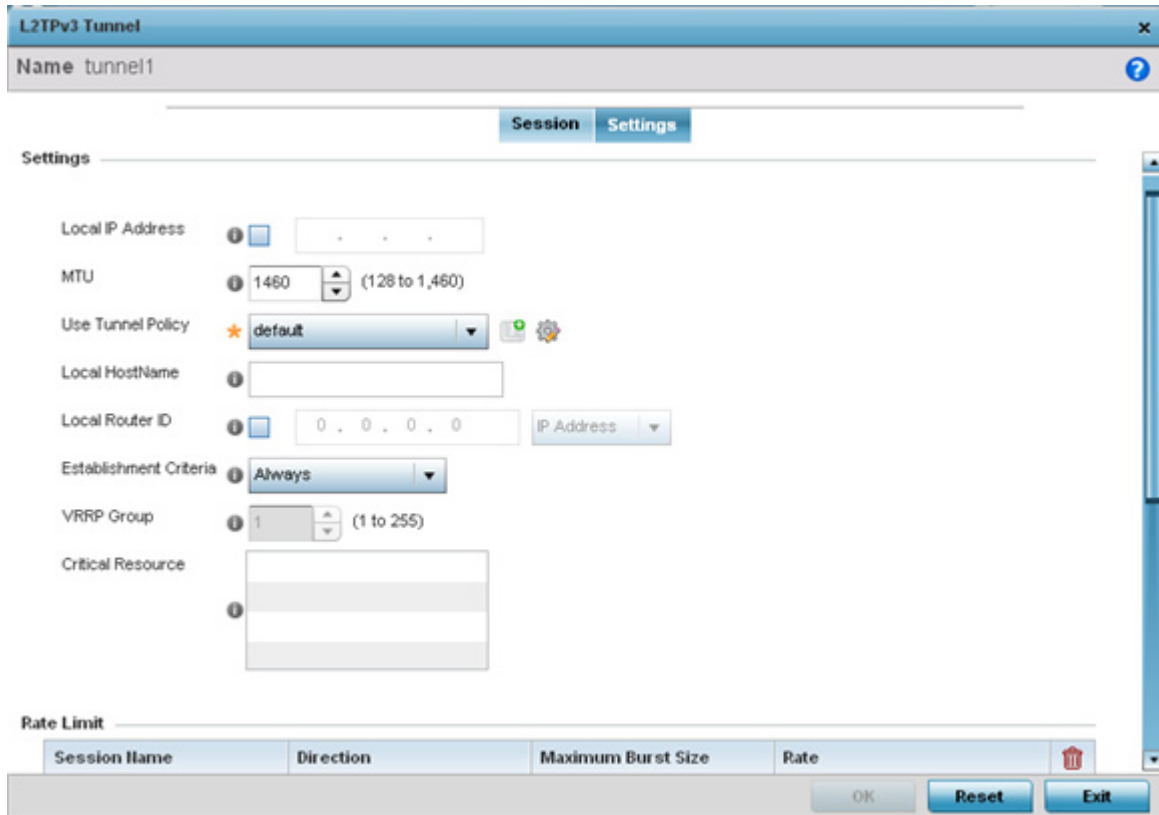 L2TPv3 Tunnel x
Name tunnel1 ?
Session Settings
Settings
Local IP Address i . . .
MTU i 1460 (128 to 1,460)
Use Tunnel Policy * default
Local HostName i
Local Router ID i 0 . 0 . 0 . 0 IP Address
Establishment Criteria i Always
VRRP Group i 1 (1 to 255)
Critical Resource i
Rate Limit
Session Name Direction Maximum Burst Size Rate
OK Reset Exit